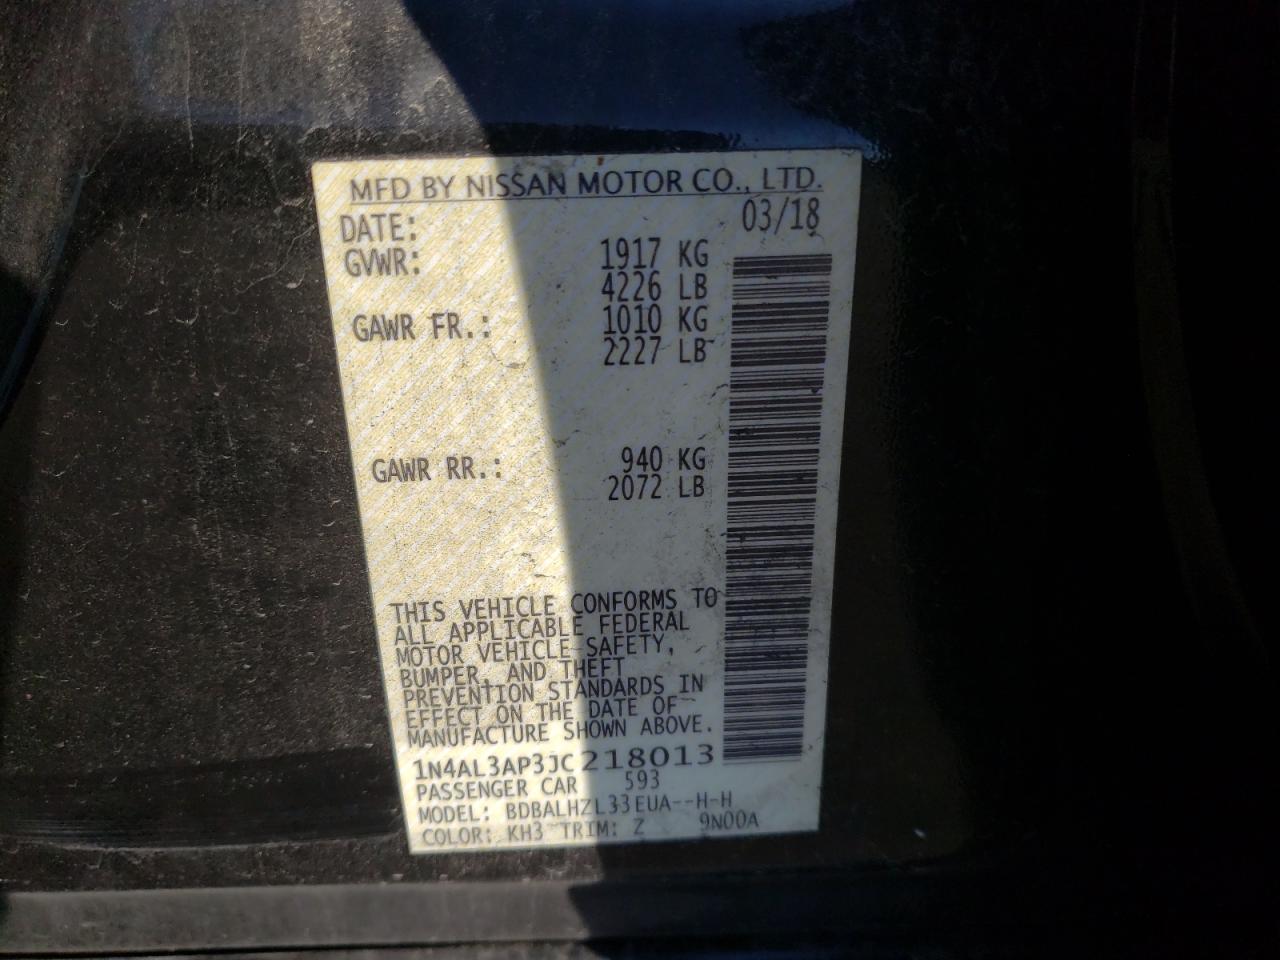 MFD BY NISSAN MOTOR CO., LTD.
DATE: 03/18
GVWR: 1917 KG
4226 LB
GAWR FR.: 1010 KG
2227 LB
GAWR RR.: 940 KG
2072 LB
THIS VEHICLE CONFORMS TO
ALL APPLICABLE FEDERAL
MOTOR VEHICLE SAFETY,
BUMPER, AND THEFT
PREVENTION STANDARDS IN
EFFECT ON THE DATE OF
MANUFACTURE SHOWN ABOVE.
1N4AL3AP3JC218013
PASSENGER CAR 593
MODEL: BDBALHZL33EUA--H-H
COLOR: KH3 TRIM: Z 9N00A